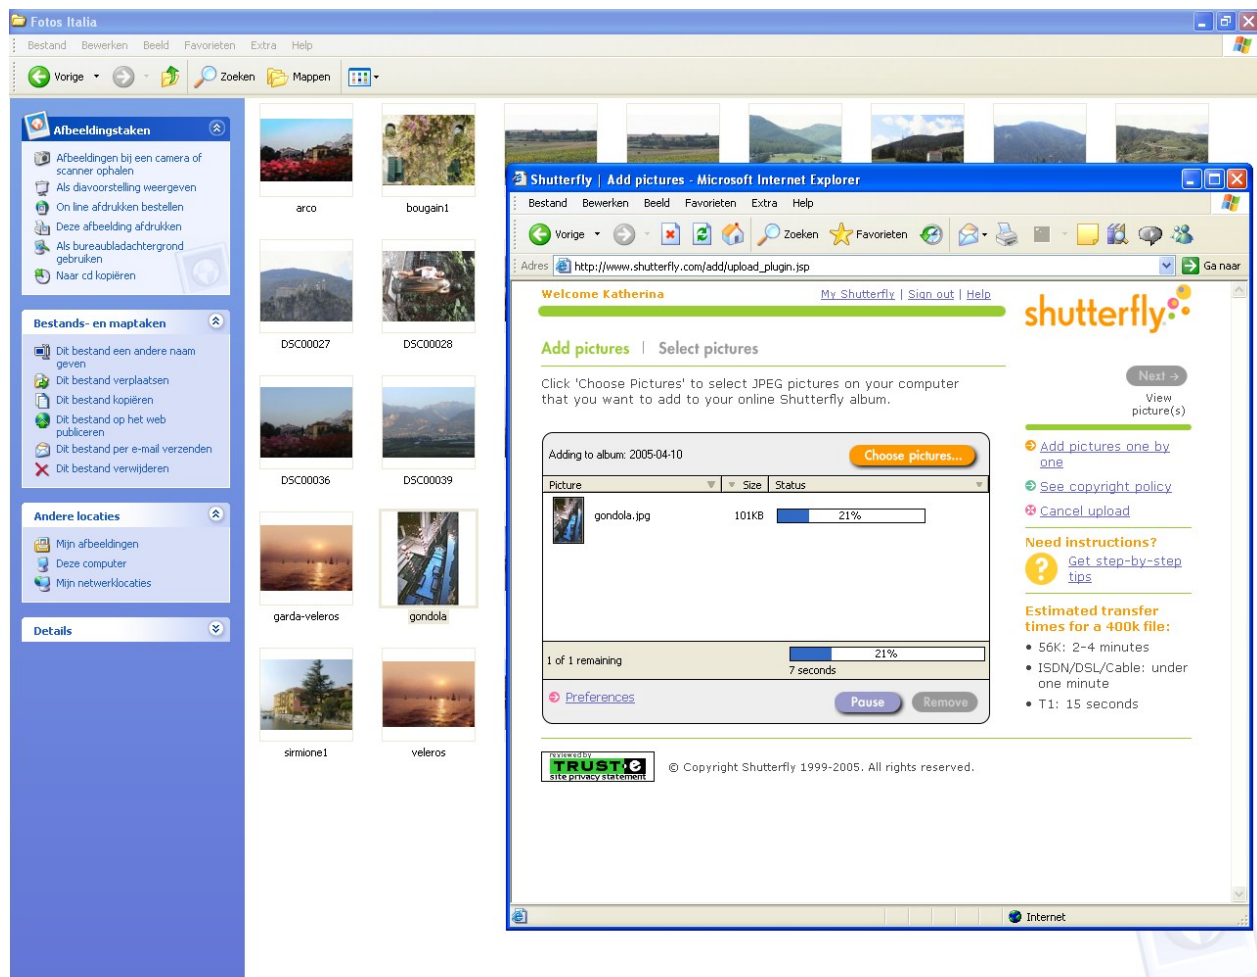 Fotos Italia
Bestand Bewerken Beeld Favorieten Extra Help
Vorige Zoeken Mappen
Afbeeldingstaken
Afbeeldingen bij een camera of
scanner ophalen
Als diavoorstelling weergeven
On line afdrukken bestellen
Deze afbeelding afdrukken
Als bureaubladachtergrond
gebruiken
Naar cd kopiëren
Bestands- en maptaken
Dit bestand een andere naam
geven
Dit bestand verplaatsen
Dit bestand kopiëren
Dit bestand op het web
publiceren
Dit bestand per e-mail verzenden
Dit bestand verwijderen
Andere locaties
Mijn afbeeldingen
Deze computer
Mijn netwerklocaties
Details
arco bougain1
DSC00027 DSC00028
DSC00036 DSC00039
garda-veleros gondola
sirmione1 veleros
Shutterfly | Add pictures - Microsoft Internet Explorer
Bestand Bewerken Beeld Favorieten Extra Help
Vorige Zoeken Favorieten
Adres http://www.shutterfly.com/add/upload_plugin.jsp Ga naar
Welcome Katherina My Shutterfly | Sign out | Help
shutterfly
Add pictures | Select pictures
Click 'Choose Pictures' to select JPEG pictures on your computer
that you want to add to your online Shutterfly album.
Next
View
picture(s)
Adding to album: 2005-04-10 Choose pictures...
Picture Size Status
gondola.jpg 101KB 21%
1 of 1 remaining 21%
7 seconds
Preferences Pause Remove
Add pictures one by
one
See copyright policy
Cancel upload
Need instructions?
? Get step-by-step
tips
Estimated transfer
times for a 400k file:
• 56K: 2-4 minutes
• ISDN/DSL/Cable: under
one minute
• T1: 15 seconds
reviewed by
TRUST·e
site privacy statement
© Copyright Shutterfly 1999-2005. All rights reserved.
Internet